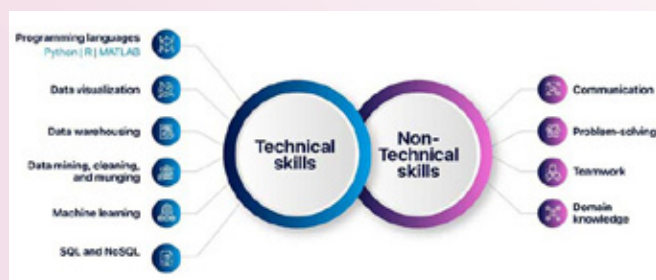 Programming languages
Python | R | MATLAB
Data visualization
Data warehousing
Data mining, cleaning,
and munging
Machine learning
SQL and NoSQL
Technical
skills
Non-
Technical
skills
Communication
Problem-solving
Teamwork
Domain
knowledge